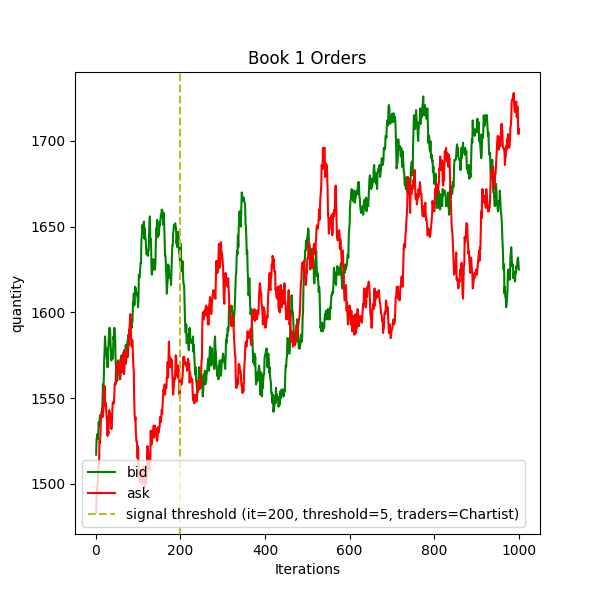 Book 1 Orders
quantity
1700
1650
1600
1550
1500
bid
ask
signal threshold (it=200, threshold=5, traders=Chartist)
0 200 400 600 800 1000
Iterations